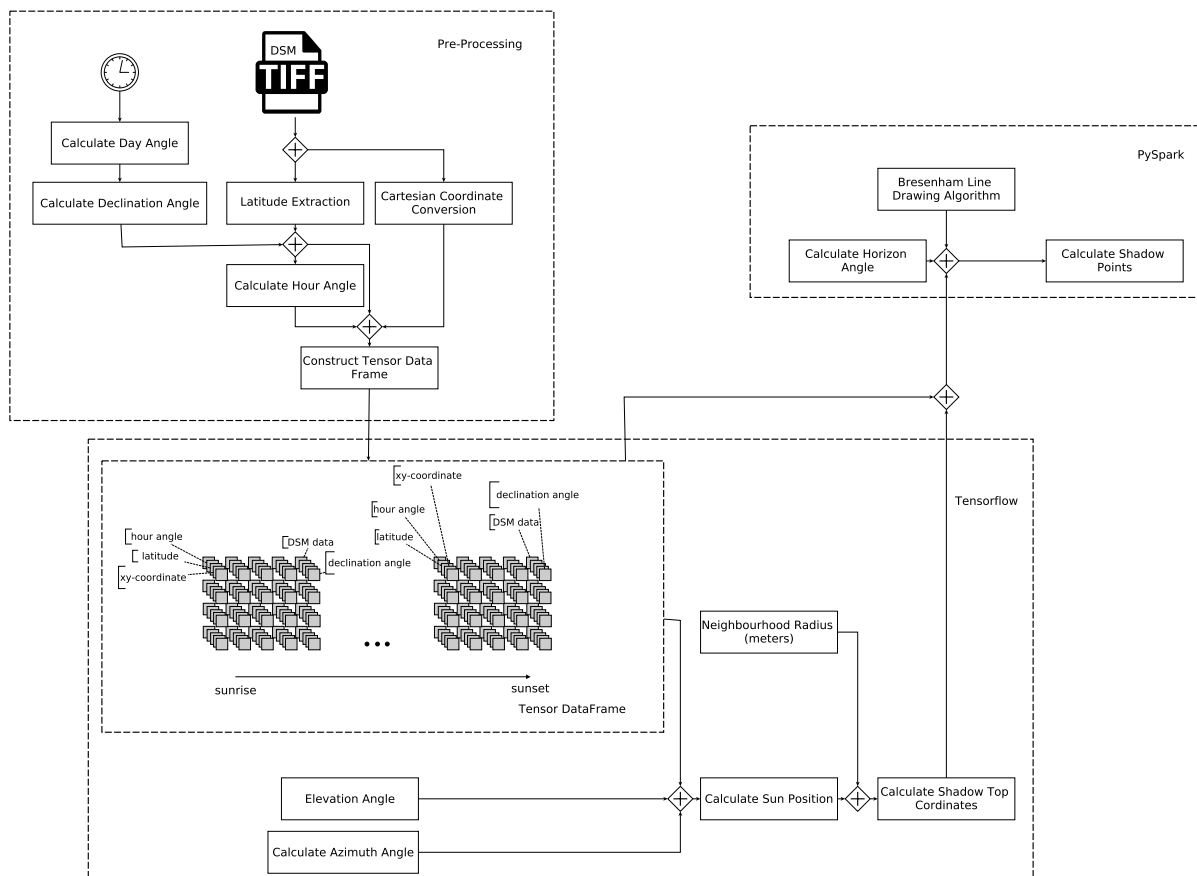 Pre-Processing
DSM
TIFF
Calculate Day Angle
Calculate Declination Angle
Latitude Extraction
Cartesian Coordinate
Conversion
Calculate Hour Angle
Construct Tensor Data
Frame
PySpark
Bresenham Line
Drawing Algorithm
Calculate Horizon
Angle
Calculate Shadow
Points
Tensorflow
xy-coordinate
declination angle
hour angle
DSM data
latitude
hour angle
DSM data
latitude
declination angle
xy-coordinate
sunrise
sunset
Tensor DataFrame
Neighbourhood Radius
(meters)
Elevation Angle
Calculate Sun Position
Calculate Shadow Top
Cordinates
Calculate Azimuth Angle